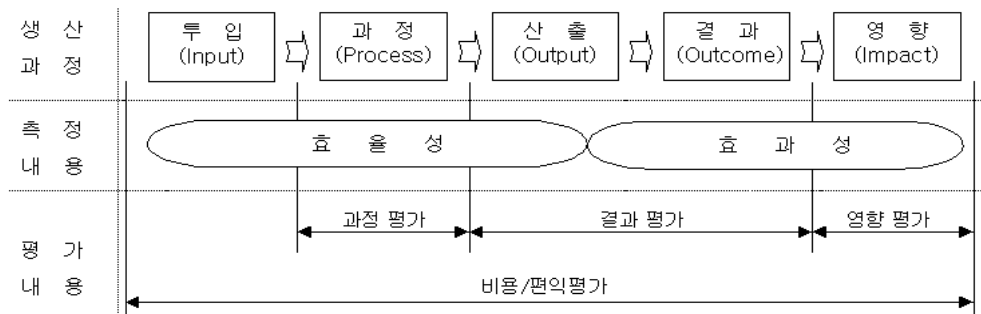 생 산
과 정
투 입
(Input)
과 정
(Process)
산 출
(Output)
결 과
(Outcome)
영 향
(Impact)
측 정
내 용
효 율 성
효 과 성
평 가
내 용
과정 평가
결과 평가
영향 평가
비용/편익평가